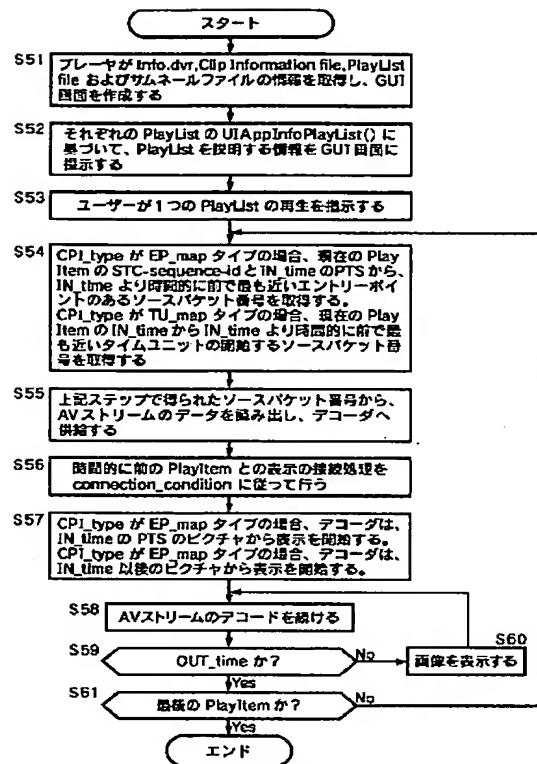 スタート
S51
プレーヤが Info.dvr,Clip Information file,PlayList
file およびサムネールファイルの情報を取得し、GUI
画面を作成する
S52
それぞれの PlayList の UIAppInfoPlayList() に
基づいて、PlayList を説明する情報を GUI 画面に
提示する
S53
ユーザーが1つの PlayList の再生を指示する
S54
CPI_type が EP_map タイプの場合、現在の Play
Item の STC-sequence-id と IN_time の PTS から、
IN_time より時間的に前で最も近いエントリーポイ
ントのあるソースパケット番号を取得する。
CPI_type が TU_map タイプの場合、現在の Play
Item の IN_time から IN_time より時間的に前で最
も近いタイムユニットの開始するソースパケット番
号を取得する
S55
上記ステップで得られたソースパケット番号から、
AVストリームのデータを読み出し、デコーダへ
供給する
S56
時間的に前の PlayItem との表示の接続処理を
connection_condition に従って行う
S57
CPI_type が EP_map タイプの場合、デコーダは、
IN_time の PTS のピクチャから表示を開始する。
CPI_type が EP_map タイプの場合、デコーダは、
IN_time 以後のピクチャから表示を開始する。
S58
AVストリームのデコードを続ける
S59
OUT_time か？
No
S60
画像を表示する
Yes
S61
最後の PlayItem か？
No
Yes
エンド